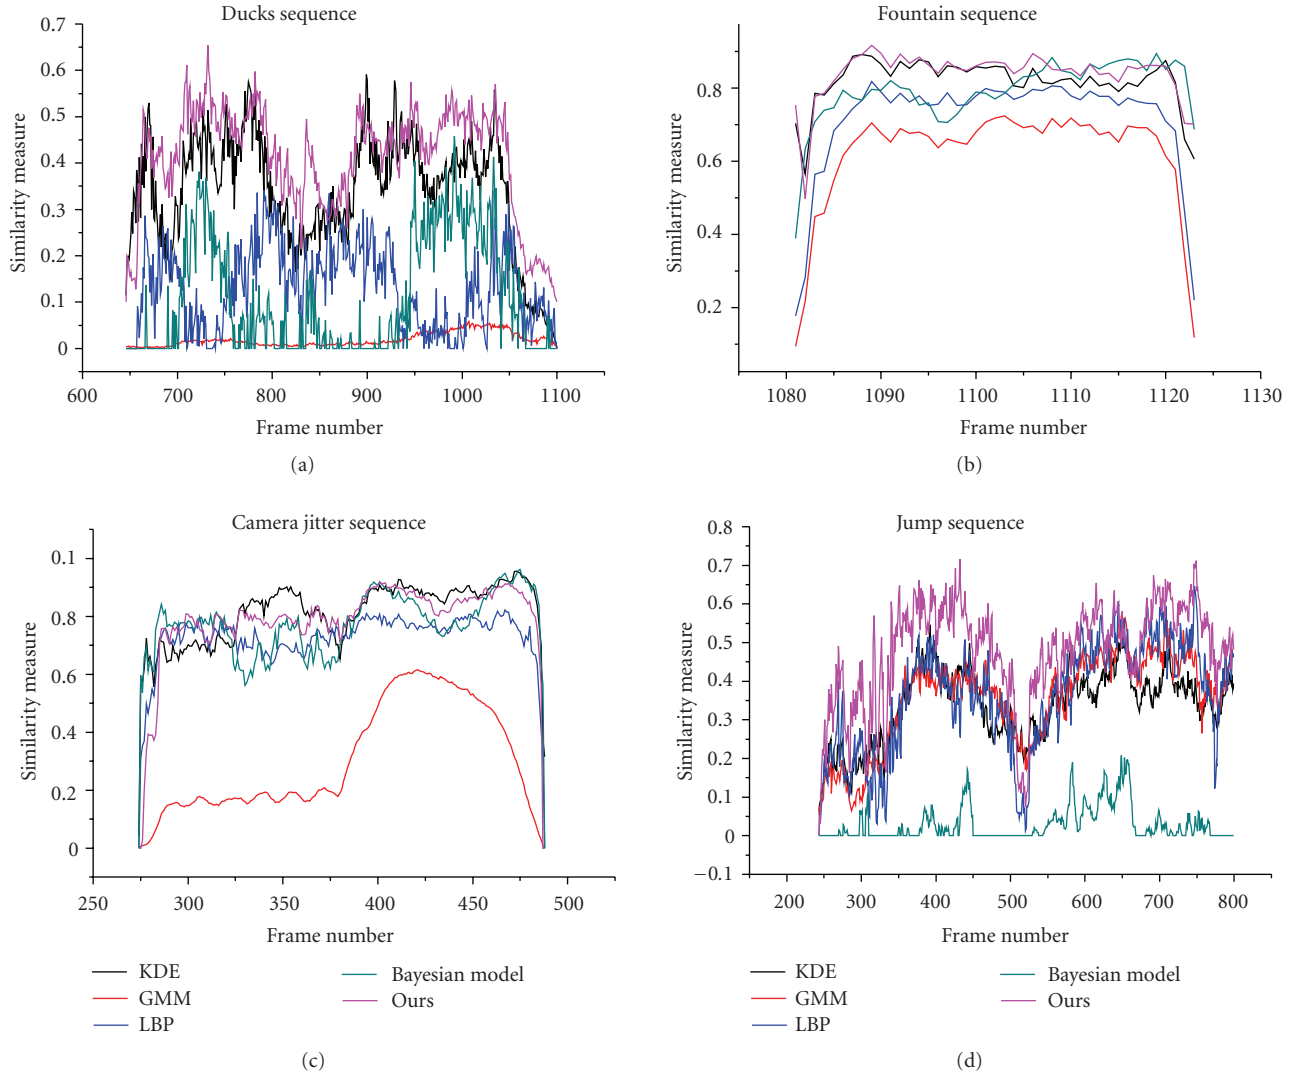 Ducks sequence
0.7
0.6
0.5
0.4
0.3
0.2
0.1
0
Similarity measure
600 700 800 900 1000 1100
Frame number
(a)
Fountain sequence
0.8
0.6
0.4
0.2
Similarity measure
1080 1090 1100 1110 1120 1130
Frame number
(b)
Camera jitter sequence
0.1
0.8
0.6
0.4
0.2
0
Similarity measure
250 300 350 400 450 500
Frame number
KDE
GMM
LBP
Bayesian model
Ours
(c)
Jump sequence
0.8
0.7
0.6
0.5
0.4
0.3
0.2
0.1
0
−0.1
Similarity measure
200 300 400 500 600 700 800
Frame number
KDE
GMM
LBP
Bayesian model
Ours
(d)